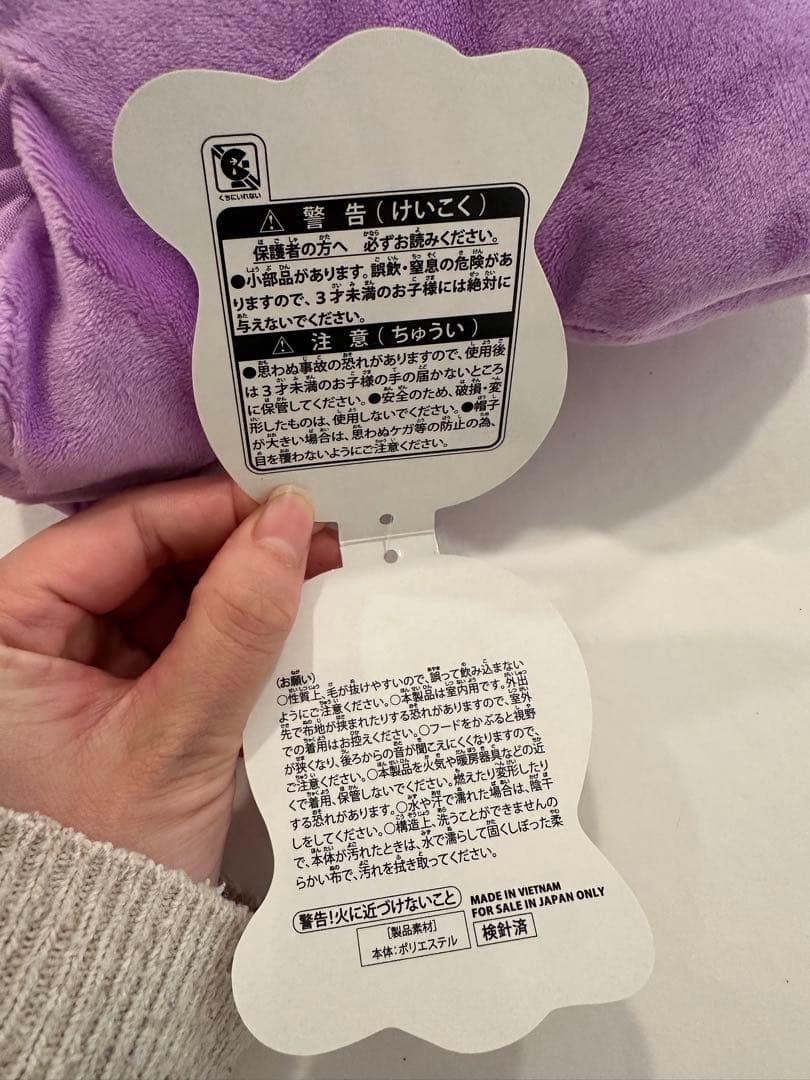 くちにいれない
⚠ 警告(けいこく)
保護者の方へ 必ずお読みください。
●小部品があります。誤飲・窒息の危険があ
りますので、3才未満のお子様には絶対に
与えないでください。
⚠ 注意(ちゅうい)
●思わぬ事故の恐れがありますので、使用後
は3才未満のお子様の手の届かないところ
に保管してください。●安全のため、破損・変
形したものは、使用しないでください。●帽子
が大きい場合は、思わぬケガ等の防止の為、
目を覆わないようにご注意ください。
(お願い)
○性質上、毛が抜けやすいので、誤って飲み込まない
ようにご注意ください。○本製品は室内用です。外出
先で布地が挟まれたりする恐れがありますので、室外
での着用はお控えください。○フードをかぶると視野
が狭くなり、後ろからの音が聞こえにくくなりますので、
ご注意ください。○本製品を火気や暖房器具などの近
くで着用、保管しないでください。燃えたり変形したり
する恐れがあります。○水や汗で濡れた場合は、陰干
しをしてください。○構造上、洗うことができませんの
で、本体が汚れたときは、水で濡らして固くしぼった柔
らかい布で、汚れを拭き取ってください。
警告!火に近づけないこと
MADE IN VIETNAM
FOR SALE IN JAPAN ONLY
[製品素材]
本体:ポリエステル
検針済